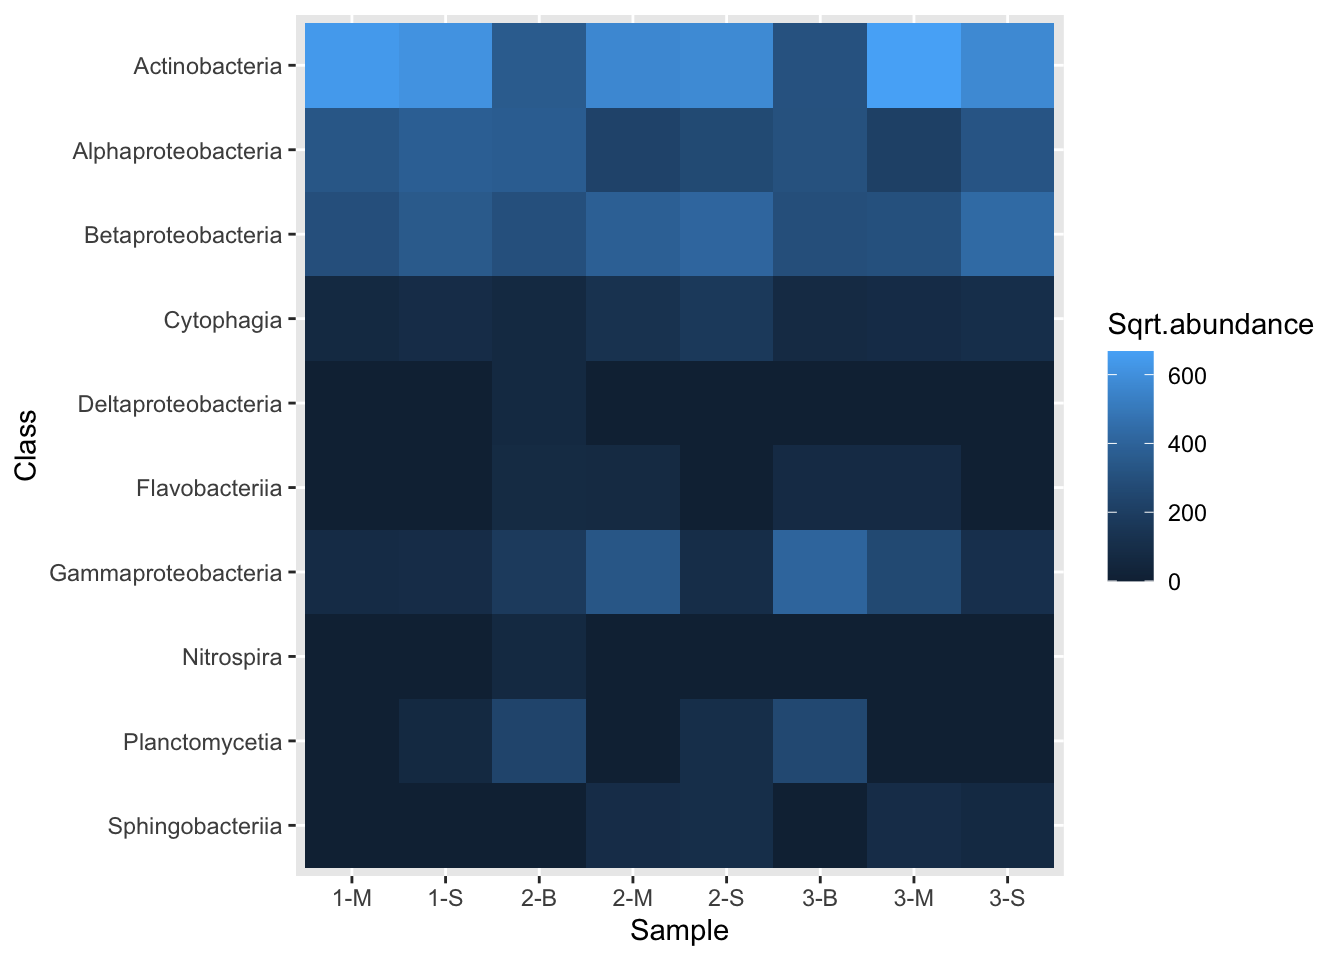 Actinobacteria
Alphaproteobacteria
Betaproteobacteria
Cytophagia
Deltaproteobacteria
Flavobacteriia
Gammaproteobacteria
Nitrospira
Planctomycetia
Sphingobacteriia
Class
1-M 1-S 2-B 2-M 2-S 3-B 3-M 3-S
Sample
Sqrt.abundance
600
400
200
0